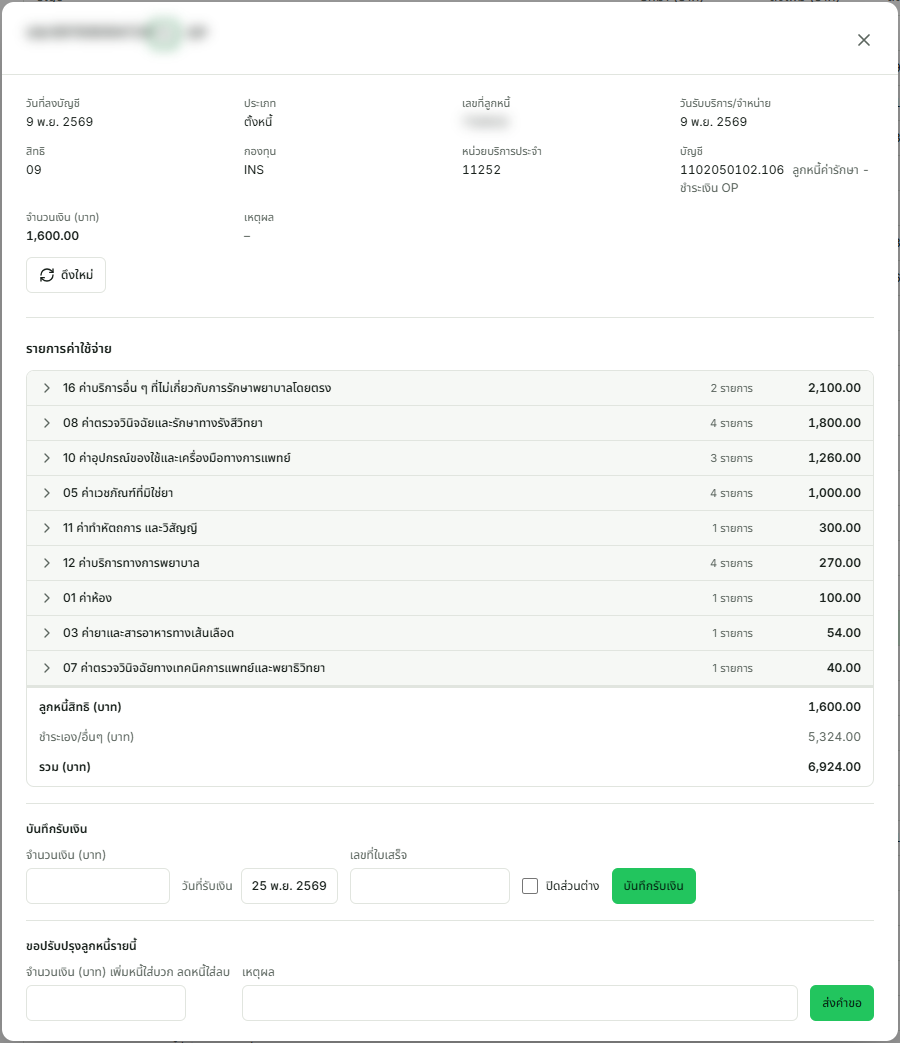 วันที่ลงบัญชี
9 พ.ย. 2569
ประเภท
ตั้งหนี้
เลขที่ลูกหนี้
วันรับบริการ/จำหน่าย
9 พ.ย. 2569
สิทธิ
09
กองทุน
INS
หน่วยบริการประจำ
11252
บัญชี
1102050102.106 ลูกหนี้ค่ารักษา -
ชำระเงิน OP
จำนวนเงิน (บาท)
1,600.00
เหตุผล
–
ดึงใหม่
รายการค่าใช้จ่าย
16 ค่าบริการอื่น ๆ ที่ไม่เกี่ยวกับการรักษาพยาบาลโดยตรง 2 รายการ 2,100.00
08 ค่าตรวจวินิจฉัยและรักษาทางรังสีวิทยา 4 รายการ 1,800.00
10 ค่าอุปกรณ์ของใช้และเครื่องมือทางการแพทย์ 3 รายการ 1,260.00
05 ค่าเวชภัณฑ์ที่มิใช่ยา 4 รายการ 1,000.00
11 ค่าทำหัตถการ และวิสัญญี 1 รายการ 300.00
12 ค่าบริการทางการพยาบาล 4 รายการ 270.00
01 ค่าห้อง 1 รายการ 100.00
03 ค่ายาและสารอาหารทางเส้นเลือด 1 รายการ 54.00
07 ค่าตรวจวินิจฉัยทางเทคนิคการแพทย์และพยาธิวิทยา 1 รายการ 40.00
ลูกหนี้สิทธิ (บาท) 1,600.00
ชำระเอง/อื่นๆ (บาท) 5,324.00
รวม (บาท) 6,924.00
บันทึกรับเงิน
จำนวนเงิน (บาท)
วันที่รับเงิน 25 พ.ย. 2569
เลขที่ใบเสร็จ
ปิดส่วนต่าง
บันทึกรับเงิน
ขอปรับปรุงลูกหนี้รายนี้
จำนวนเงิน (บาท) เพิ่มหนี้ใส่บวก ลดหนี้ใส่ลบ
เหตุผล
ส่งคำขอ